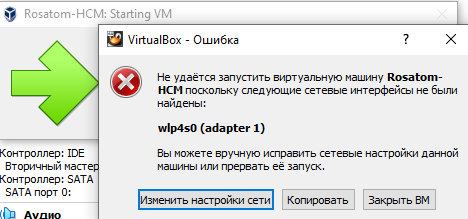 Rosatom-HCM: Starting VM
VirtualBox - Ошибка
Не удаётся запустить виртуальную машину Rosatom-
HCM поскольку следующие сетевые интерфейсы не были
найдены:
wlp4s0 (adapter 1)
Вы можете вручную исправить сетевые настройки данной
машины или прервать её запуск.
Изменить настройки сети
Копировать
Закрыть ВМ
Контроллер: IDE
Вторичный мастер
Контроллер: SATA
SATA порт 0:
Аудио